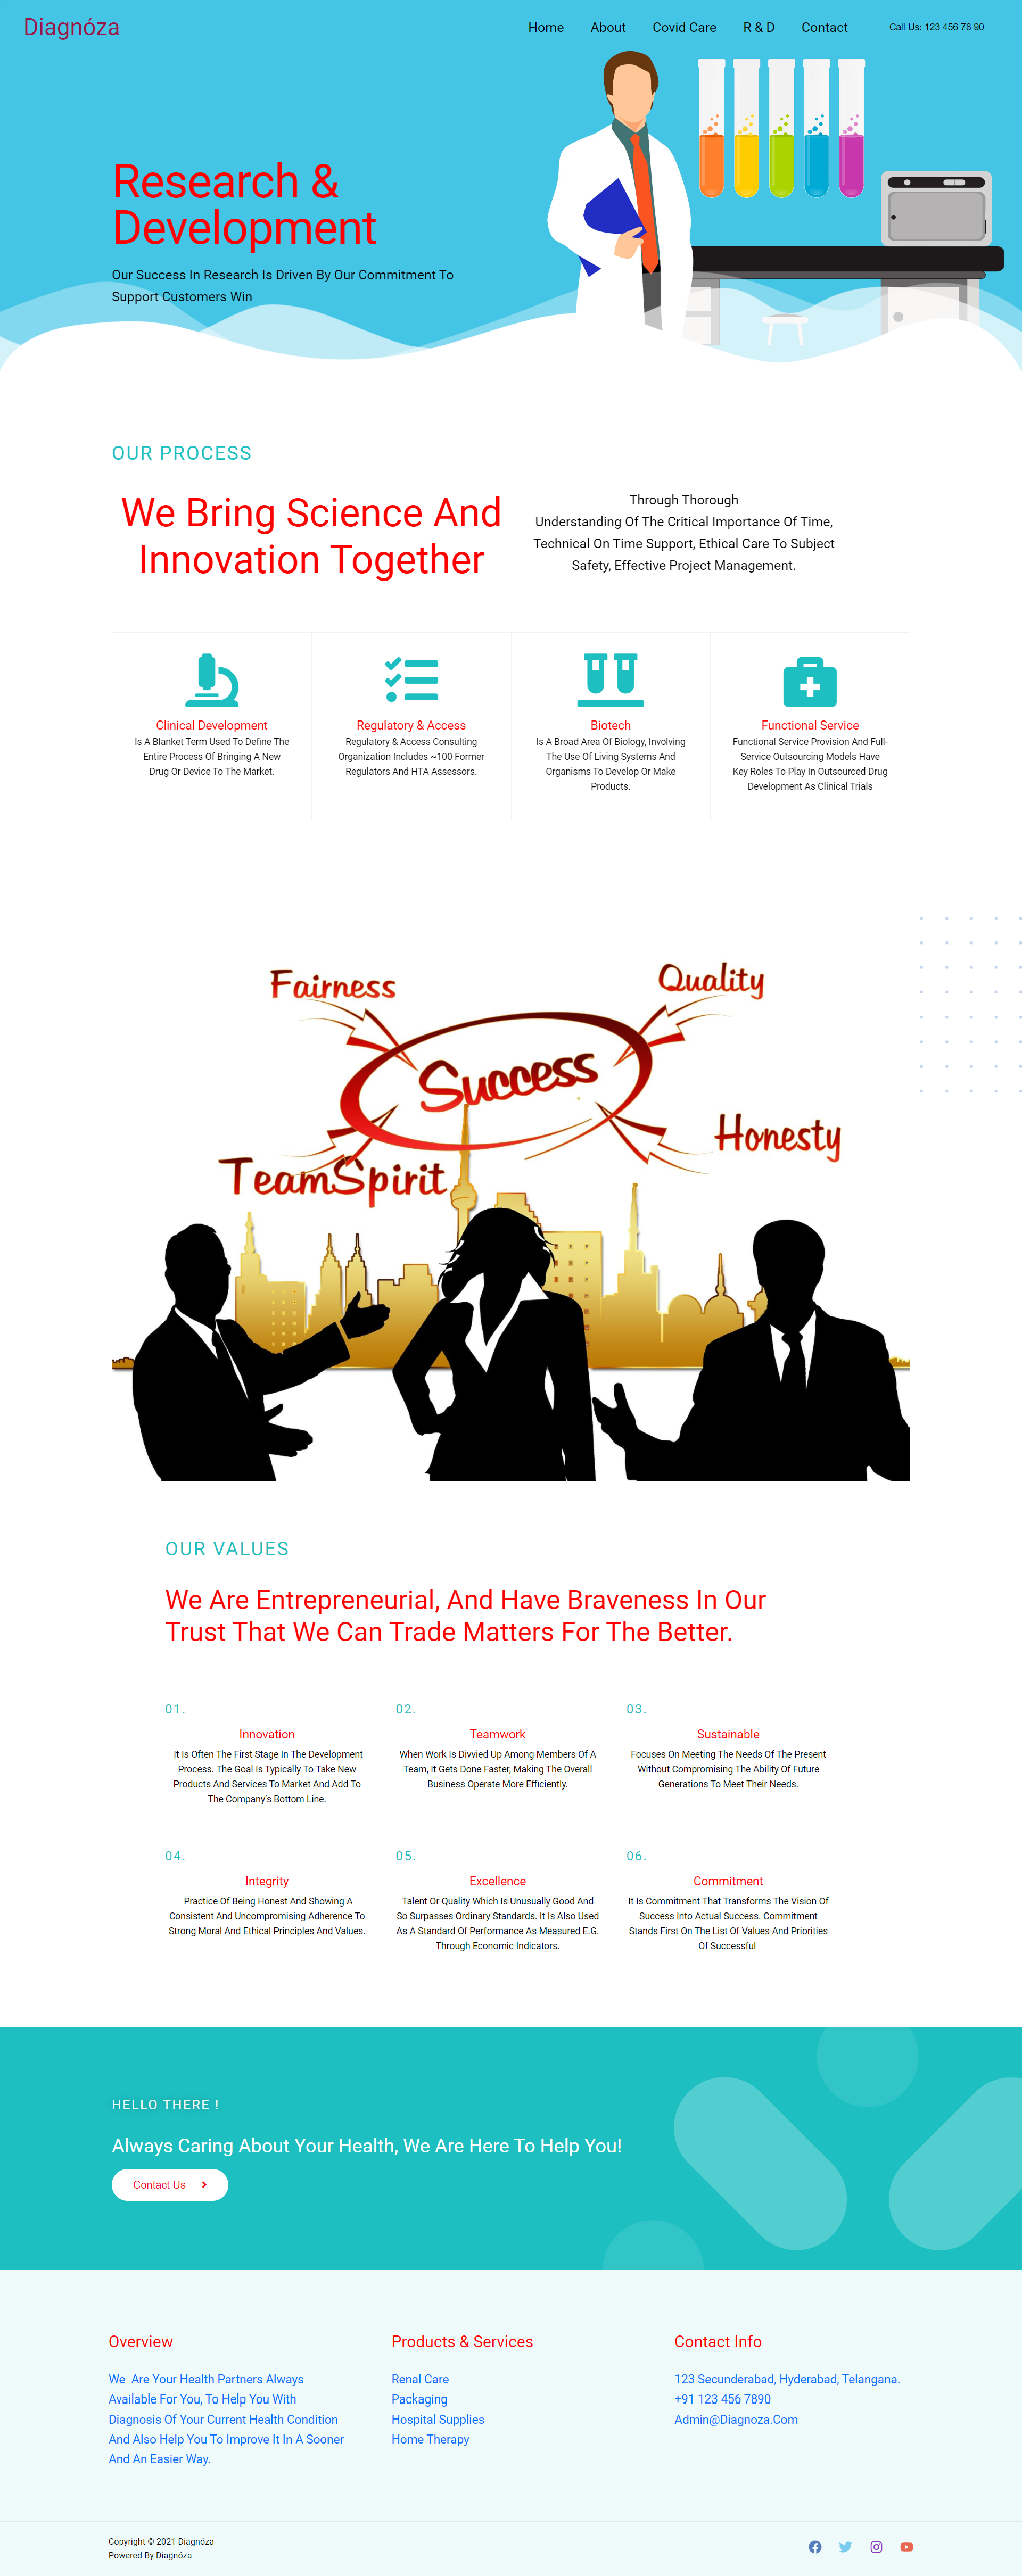 Diagnóza
Home About Covid Care R & D Contact Call Us: 123 456 78 90
Research &
Development
Our Success In Research Is Driven By Our Commitment To
Support Customers Win
OUR PROCESS
We Bring Science And
Innovation Together
Through Thorough
Understanding Of The Critical Importance Of Time,
Technical On Time Support, Ethical Care To Subject
Safety, Effective Project Management.
Clinical Development
Is A Blanket Term Used To Define The
Entire Process Of Bringing A New
Drug Or Device To The Market.
Regulatory & Access
Regulatory & Access Consulting
Organization Includes ~100 Former
Regulators And HTA Assessors.
Biotech
Is A Broad Area Of Biology, Involving
The Use Of Living Systems And
Organisms To Develop Or Make
Products.
Functional Service
Functional Service Provision And Full-
Service Outsourcing Models Have
Key Roles To Play In Outsourced Drug
Development As Clinical Trials
Fairness
Quality
Success
Honesty
TeamSpirit
OUR VALUES
We Are Entrepreneurial, And Have Braveness In Our
Trust That We Can Trade Matters For The Better.
01.
Innovation
It Is Often The First Stage In The Development
Process. The Goal Is Typically To Take New
Products And Services To Market And Add To
The Company's Bottom Line.
02.
Teamwork
When Work Is Divvied Up Among Members Of A
Team, It Gets Done Faster, Making The Overall
Business Operate More Efficiently.
03.
Sustainable
Focuses On Meeting The Needs Of The Present
Without Compromising The Ability Of Future
Generations To Meet Their Needs.
04.
Integrity
Practice Of Being Honest And Showing A
Consistent And Uncompromising Adherence To
Strong Moral And Ethical Principles And Values.
05.
Excellence
Talent Or Quality Which Is Unusually Good And
So Surpasses Ordinary Standards. It Is Also Used
As A Standard Of Performance As Measured E.G.
Through Economic Indicators.
06.
Commitment
It Is Commitment That Transforms The Vision Of
Success Into Actual Success. Commitment
Stands First On The List Of Values And Priorities
Of Successful
HELLO THERE !
Always Caring About Your Health, We Are Here To Help You!
Contact Us
Overview
We Are Your Health Partners Always
Available For You, To Help You With
Diagnosis Of Your Current Health Condition
And Also Help You To Improve It In A Sooner
And An Easier Way.
Products & Services
Renal Care
Packaging
Hospital Supplies
Home Therapy
Contact Info
123 Secunderabad, Hyderabad, Telangana.
+91 123 456 7890
Admin@Diagnoza.Com
Copyright © 2021 Diagnóza
Powered By Diagnóza